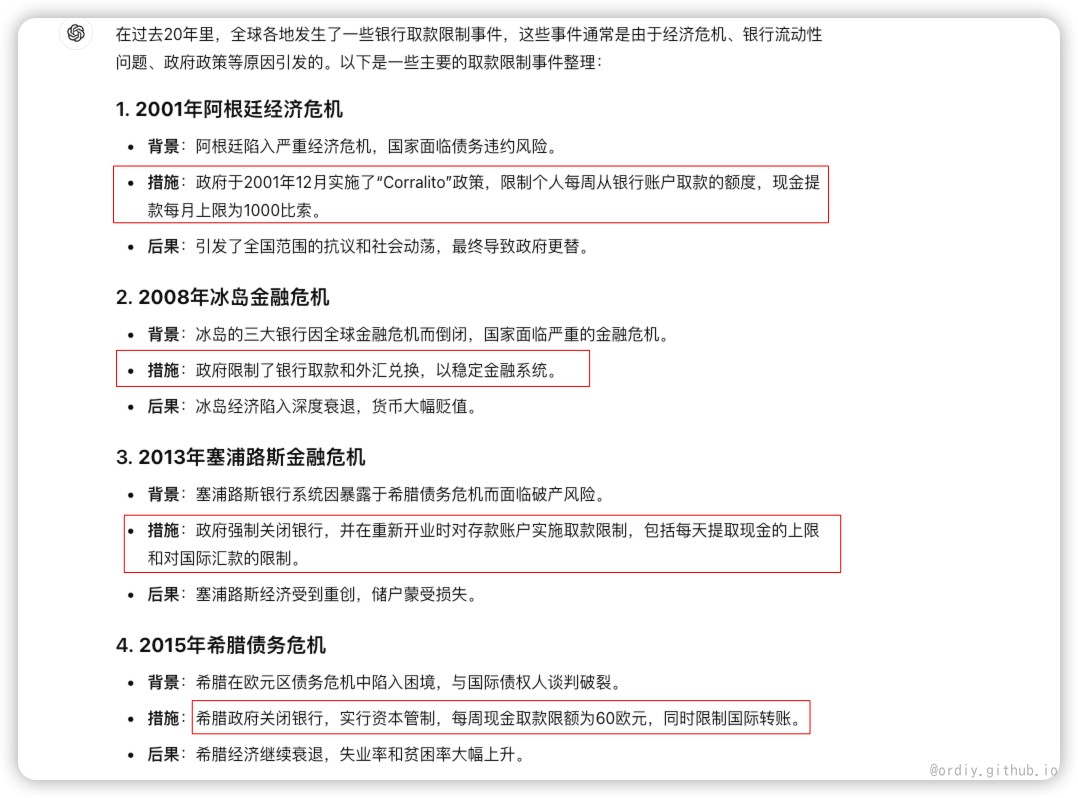 在过去20年里，全球各地发生了一些银行取款限制事件，这些事件通常是由于经济危机、银行流动性
问题、政府政策等原因引发的。以下是一些主要的取款限制事件整理：
1. 2001年阿根廷经济危机
• 背景：阿根廷陷入严重经济危机，国家面临债务违约风险。
• 措施：政府于2001年12月实施了“Corralito”政策，限制个人每周从银行账户取款的额度，现金提
款每月上限为1000比索。
• 后果：引发了全国范围的抗议和社会动荡，最终导致政府更替。
2. 2008年冰岛金融危机
• 背景：冰岛的三大银行因全球金融危机而倒闭，国家面临严重的金融危机。
• 措施：政府限制了银行取款和外汇兑换，以稳定金融系统。
• 后果：冰岛经济陷入深度衰退，货币大幅贬值。
3. 2013年塞浦路斯金融危机
• 背景：塞浦路斯银行系统因暴露于希腊债务危机而面临破产风险。
• 措施：政府强制关闭银行，并在重新开业时对存款账户实施取款限制，包括每天提取现金的上限
和对国际汇款的限制。
• 后果：塞浦路斯经济受到重创，储户蒙受损失。
4. 2015年希腊债务危机
• 背景：希腊在欧元区债务危机中陷入困境，与国际债权人谈判破裂。
• 措施：希腊政府关闭银行，实行资本管制，每周现金取款限额为60欧元，同时限制国际转账。
• 后果：希腊经济继续衰退，失业率和贫困率大幅上升。
@ordiy.github.io